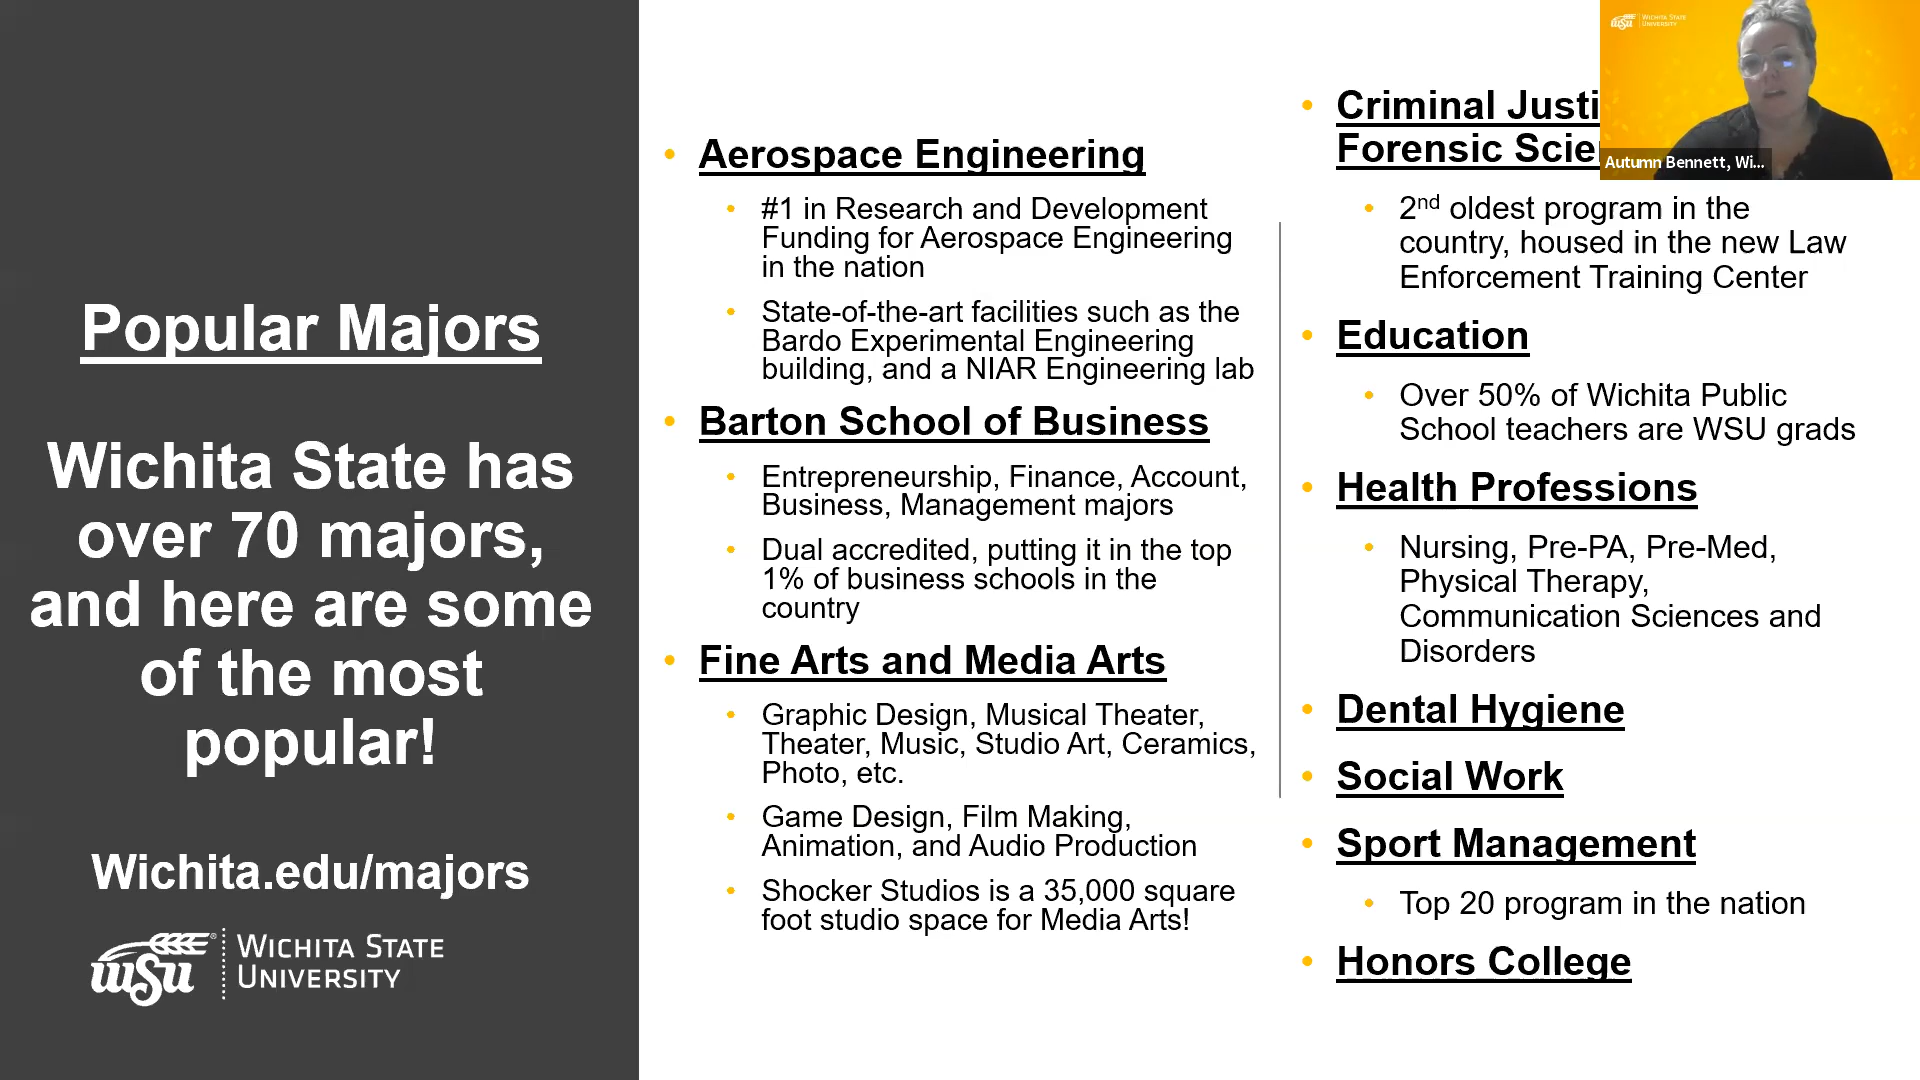 Popular Majors
Wichita State has
over 70 majors,
and here are some
of the most
popular!
Wichita.edu/majors
wsu
WICHITA STATE
UNIVERSITY
• Aerospace Engineering
• #1 in Research and Development
Funding for Aerospace Engineering
in the nation
• State-of-the-art facilities such as the
Bardo Experimental Engineering
building, and a NIAR Engineering lab
• Barton School of Business
• Entrepreneurship, Finance, Account,
Business, Management majors
• Dual accredited, putting it in the top
1% of business schools in the
country
• Fine Arts and Media Arts
• Graphic Design, Musical Theater,
Theater, Music, Studio Art, Ceramics,
Photo, etc.
• Game Design, Film Making,
Animation, and Audio Production
• Shocker Studios is a 35,000 square
foot studio space for Media Arts!
• Criminal Justi
Forensic Scie
• 2nd oldest program in the
country, housed in the new Law
Enforcement Training Center
• Education
• Over 50% of Wichita Public
School teachers are WSU grads
• Health Professions
• Nursing, Pre-PA, Pre-Med,
Physical Therapy,
Communication Sciences and
Disorders
• Dental Hygiene
• Social Work
• Sport Management
• Top 20 program in the nation
• Honors College
wsu
WICHITA STATE
UNIVERSITY
Autumn Bennett, Wi...